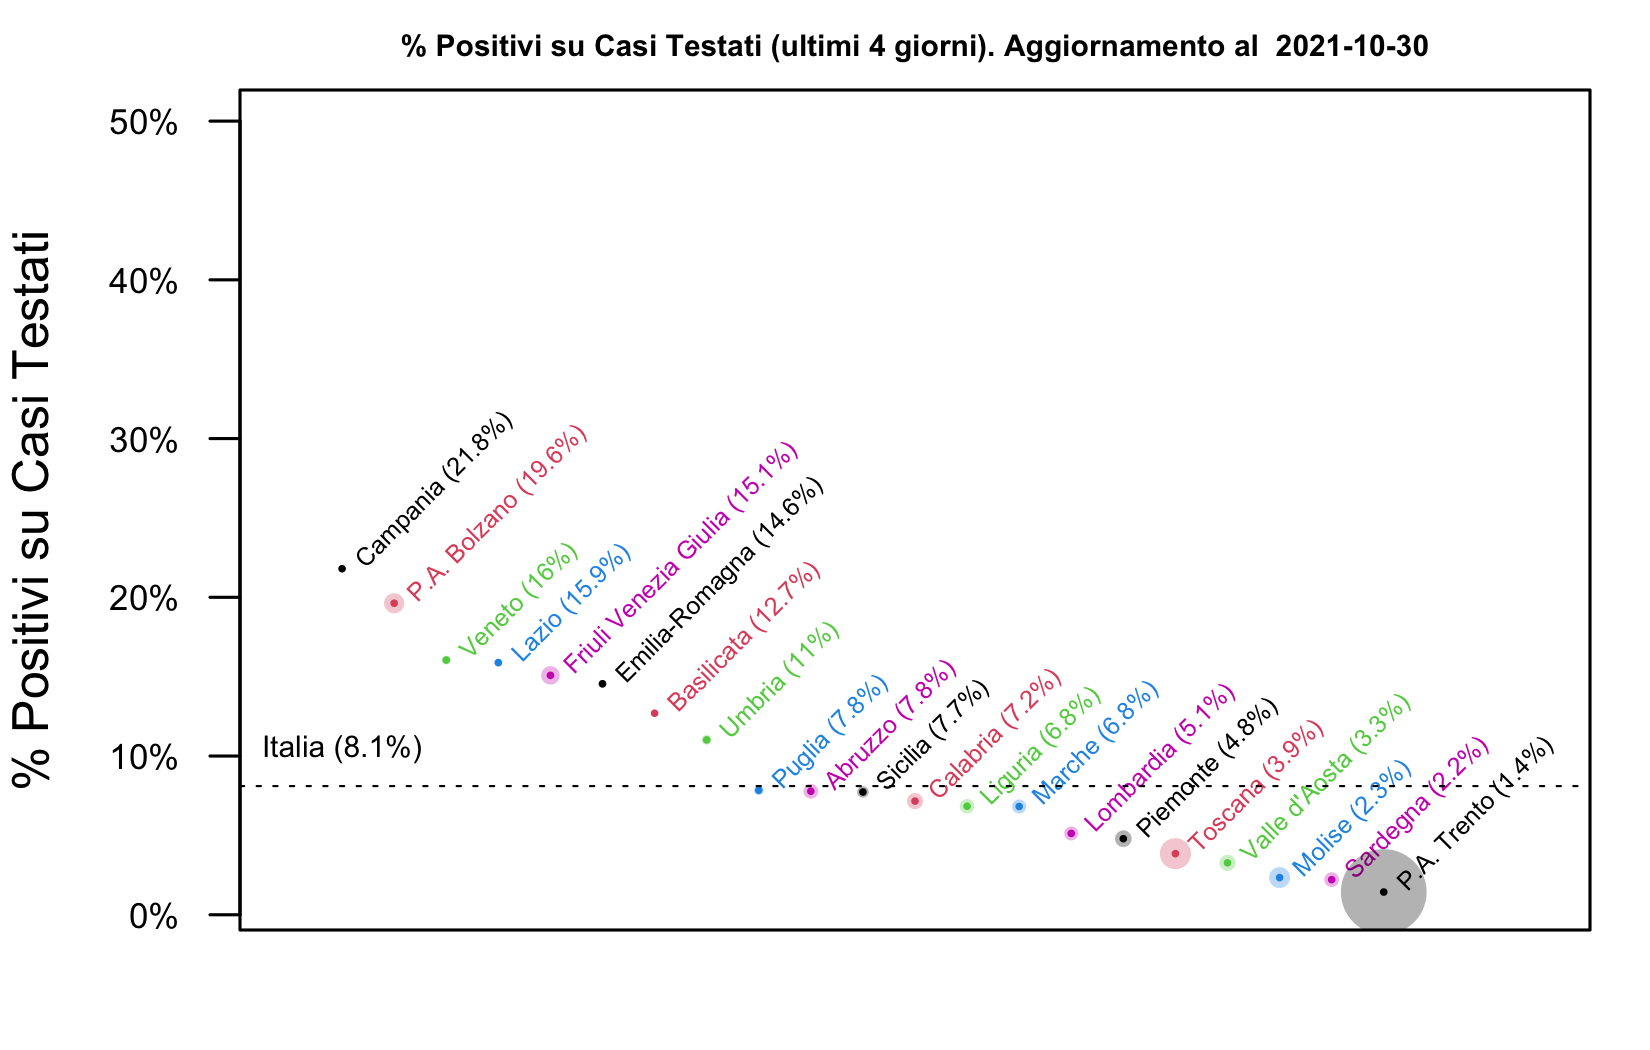 % Positivi su Casi Testati (ultimi 4 giorni). Aggiornamento al 2021-10-30
% Positivi su Casi Testati
50%
40%
30%
20%
10%
0%
Italia (8.1%)
Campania (21.8%)
P.A. Bolzano (19.6%)
Veneto (16%)
Lazio (15.9%)
Friuli Venezia Giulia (15.1%)
Emilia-Romagna (14.6%)
Basilicata (12.7%)
Umbria (11%)
Puglia (7.8%)
Abruzzo (7.8%)
Sicilia (7.7%)
Calabria (7.2%)
Liguria (6.8%)
Marche (6.8%)
Lombardia (5.1%)
Piemonte (4.8%)
Toscana (3.9%)
Valle d'Aosta (3.3%)
Molise (2.3%)
Sardegna (2.2%)
P.A. Trento (1.4%)